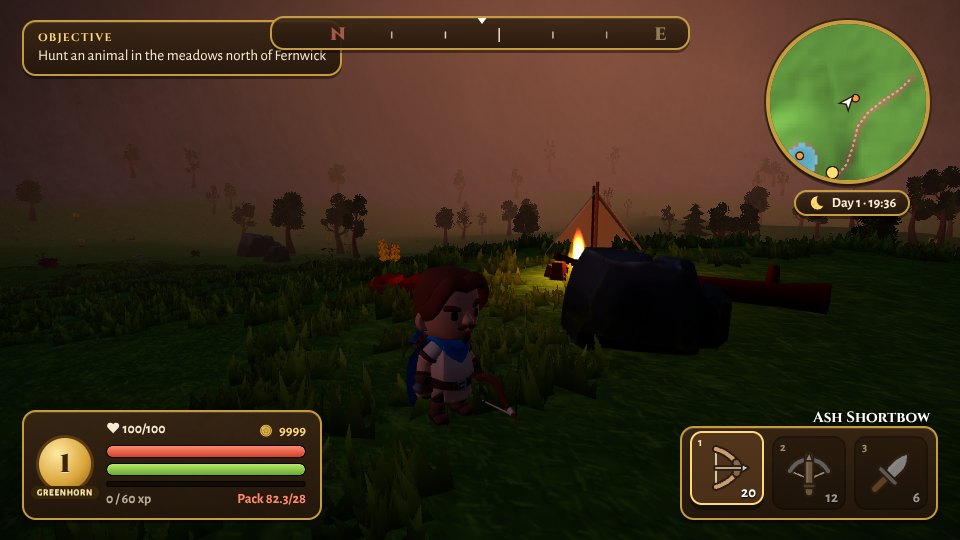 OBJECTIVE
Hunt an animal in the meadows north of Fernwick
N
E
Day 1 · 19:36
1
GREENHORN
100/100
9999
0 / 60 xp
Pack 82.3/28
ASH SHORTBOW
1
20
2
12
3
6